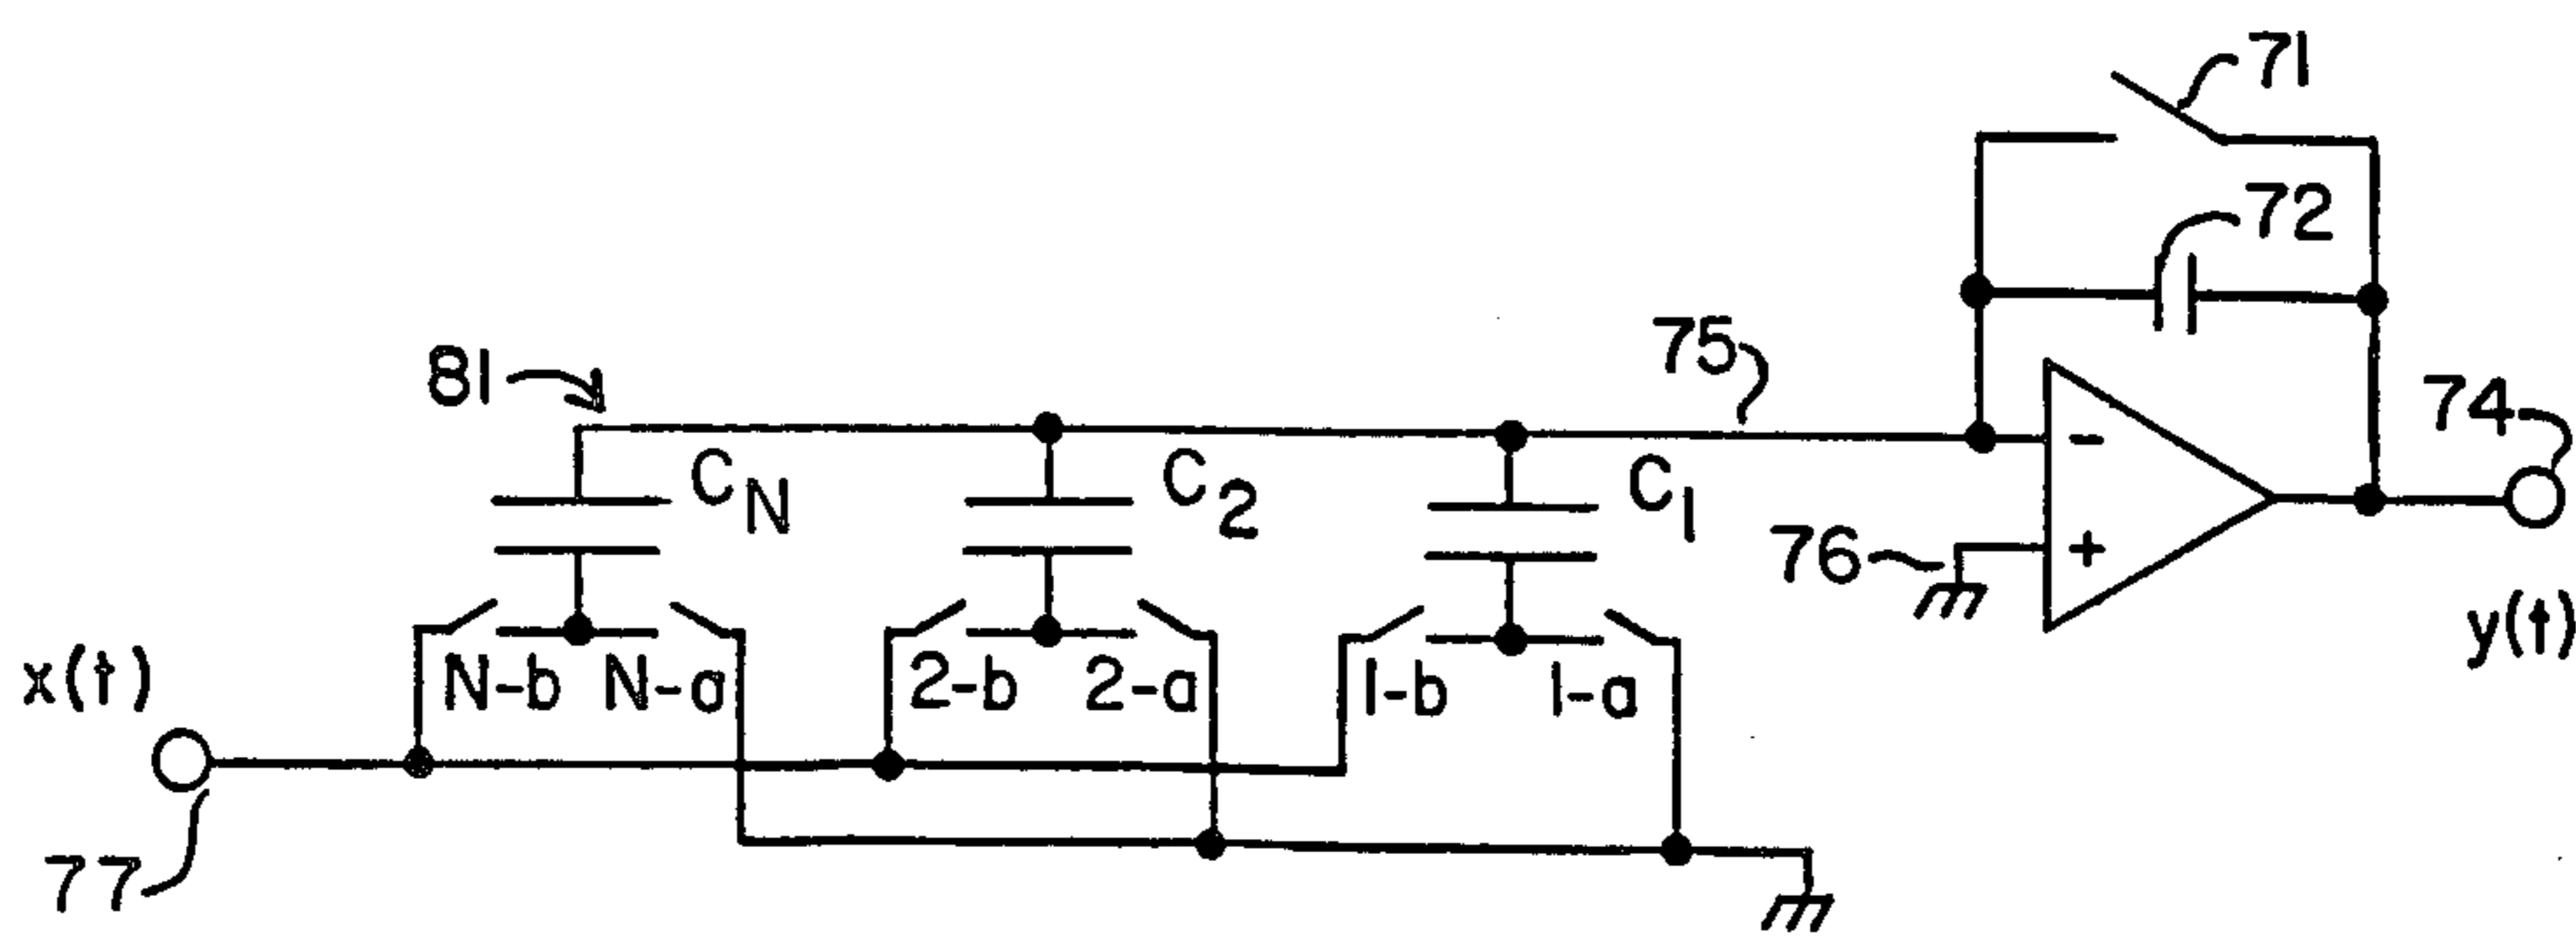 71
72
81
75
74
C_N
C_2
C_1
-
76
+
N-b N-a
2-b 2-a
1-b 1-a
x(t)
y(t)
77